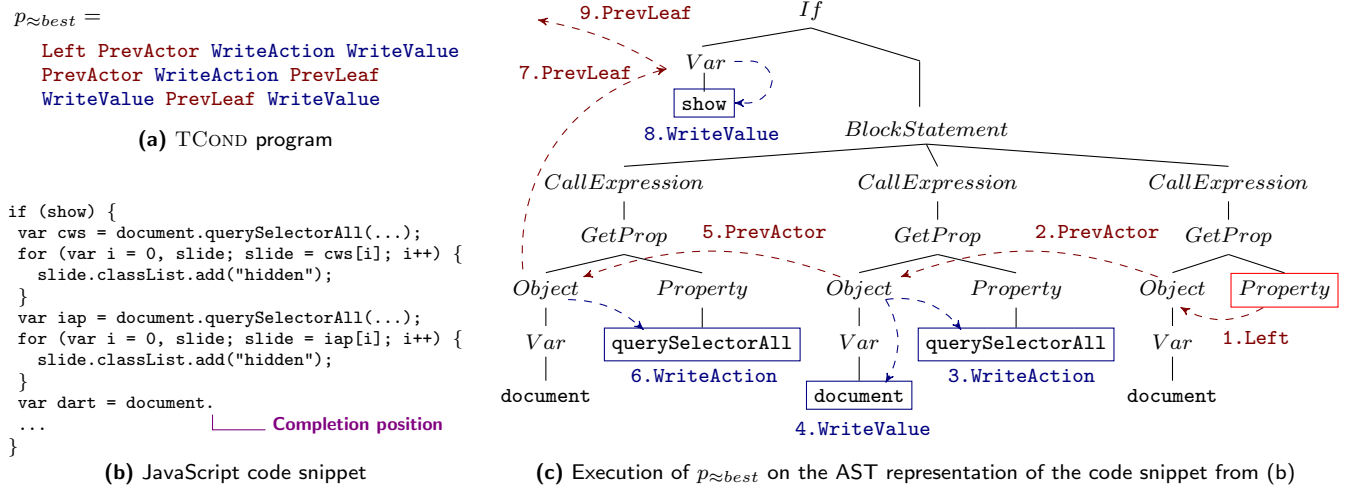 p≈best =
Left PrevActor WriteAction WriteValue
PrevActor WriteAction PrevLeaf
WriteValue PrevLeaf WriteValue
(a) TCOND program
if (show) {
var cws = document.querySelectorAll(...);
for (var i = 0, slide; slide = cws[i]; i++) {
slide.classList.add("hidden");
}
var iap = document.querySelectorAll(...);
for (var i = 0, slide; slide = iap[i]; i++) {
slide.classList.add("hidden");
}
var dart = document.
...
Completion position
}
(b) JavaScript code snippet
9.PrevLeaf
If
7.PrevLeaf
Var
show
8.WriteValue
BlockStatement
CallExpression
CallExpression
CallExpression
GetProp
5.PrevActor
GetProp
2.PrevActor
GetProp
Object
Property
Object
Property
Object
Property
Var
querySelectorAll
Var
querySelectorAll
Var
1.Left
6.WriteAction
3.WriteAction
document
document
document
4.WriteValue
(c) Execution of p≈best on the AST representation of the code snippet from (b)